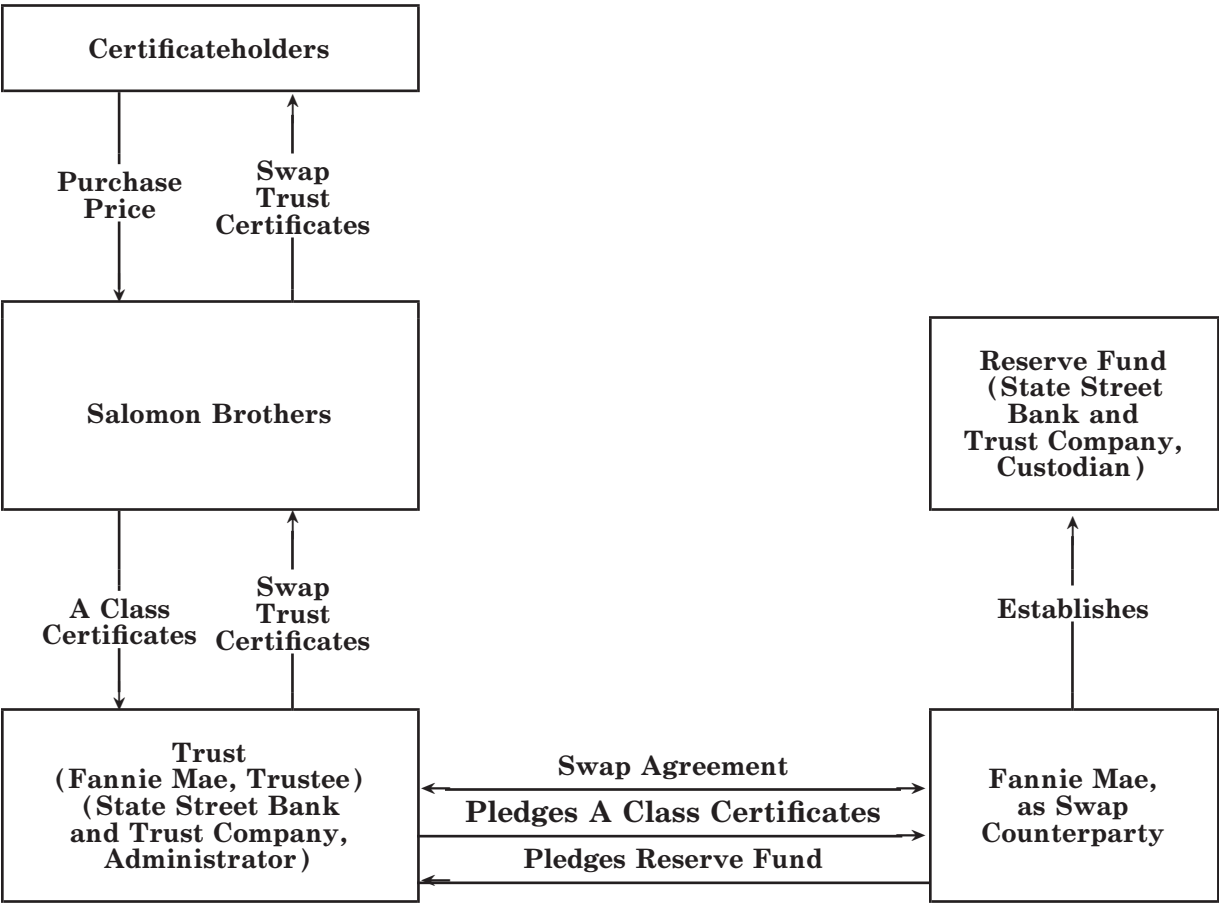 Certificateholders
Purchase
Price
Swap
Trust
Certificates
Salomon Brothers
Reserve Fund
(State Street
Bank and
Trust Company,
Custodian)
A Class
Certificates
Swap
Trust
Certificates
Establishes
Trust
(Fannie Mae, Trustee)
(State Street Bank
and Trust Company,
Administrator)
Swap Agreement
Pledges A Class Certificates
Pledges Reserve Fund
Fannie Mae,
as Swap
Counterparty